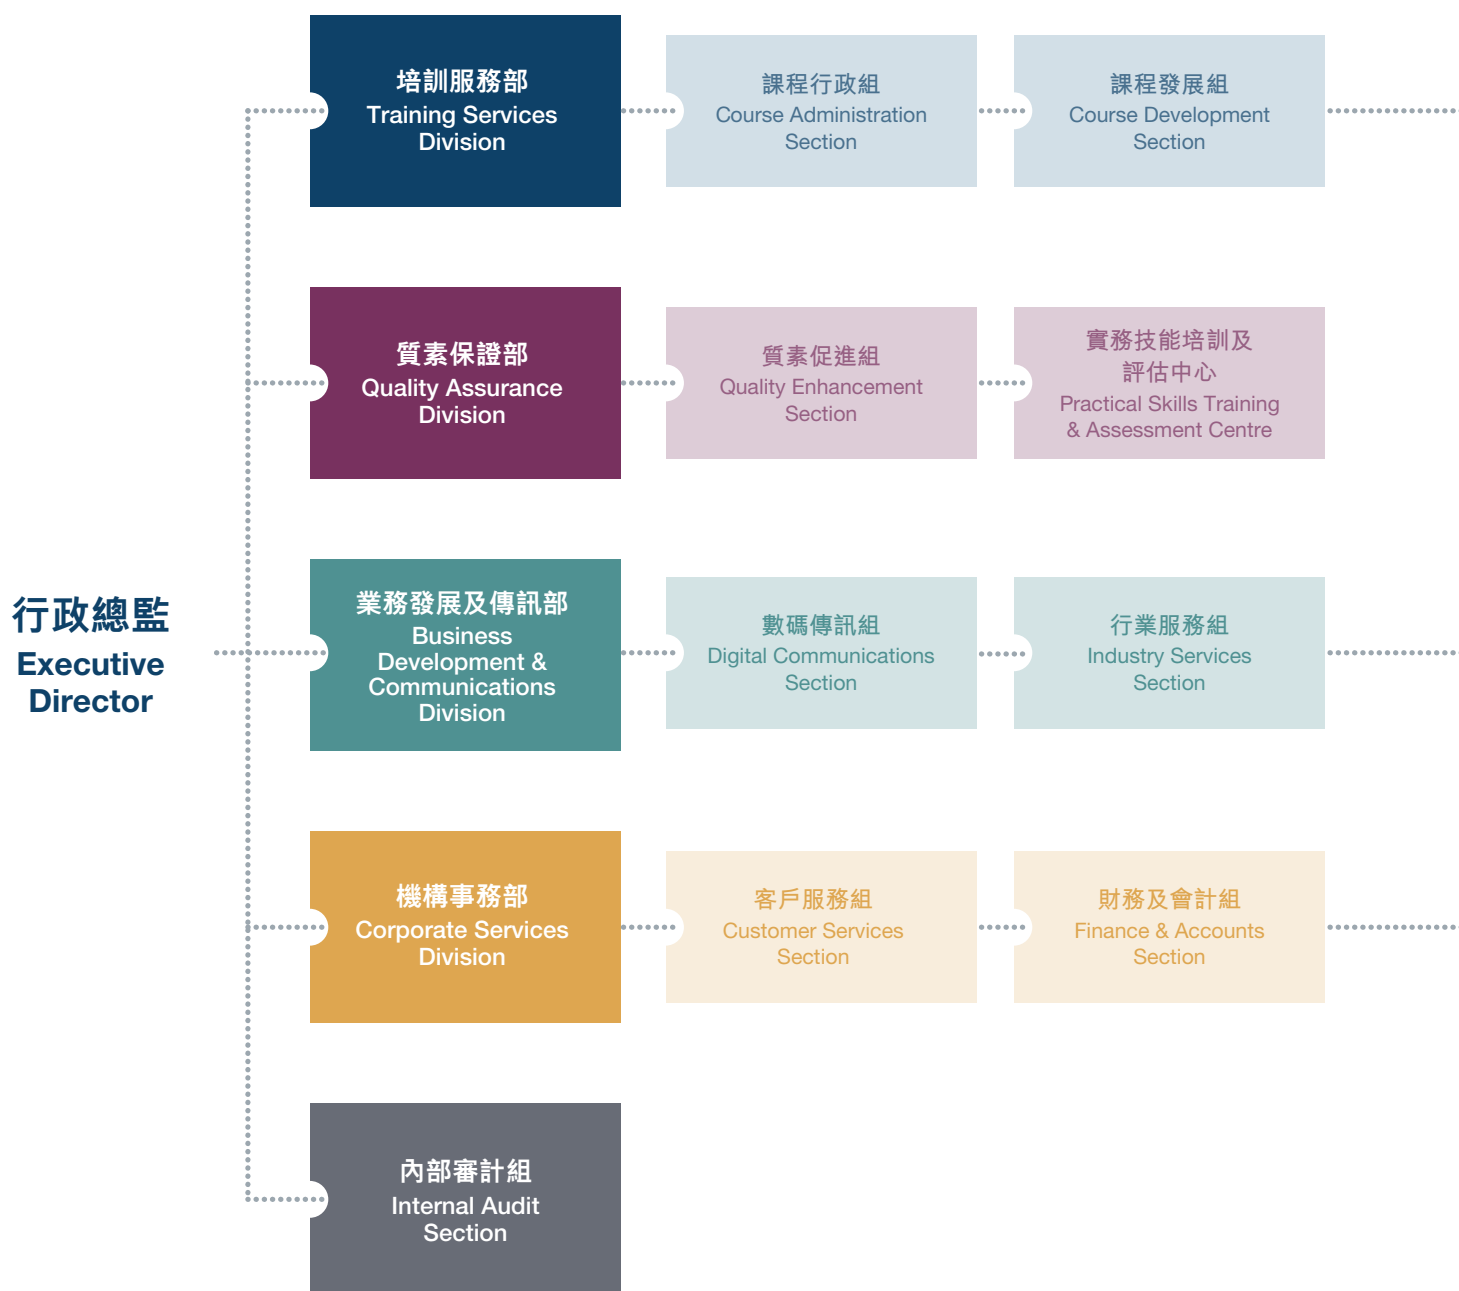 行政總監
Executive
Director
培訓服務部
Training Services
Division
課程行政組
Course Administration
Section
課程發展組
Course Development
Section
質素保證部
Quality Assurance
Division
質素促進組
Quality Enhancement
Section
實務技能培訓及
評估中心
Practical Skills Training
& Assessment Centre
業務發展及傳訊部
Business
Development &
Communications
Division
數碼傳訊組
Digital Communications
Section
行業服務組
Industry Services
Section
機構事務部
Corporate Services
Division
客戶服務組
Customer Services
Section
財務及會計組
Finance & Accounts
Section
內部審計組
Internal Audit
Section